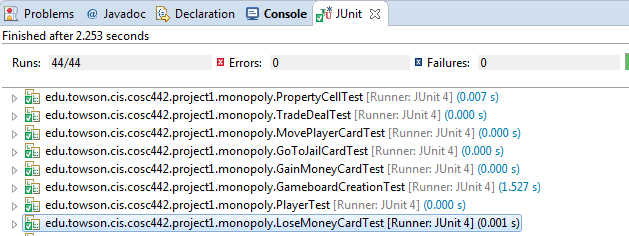 Problems @ Javadoc Declaration Console JUnit
Finished after 2.253 seconds
Runs: 44/44 Errors: 0 Failures: 0
edu.towson.cis.cosc442.project1.monopoly.PropertyCellTest [Runner: JUnit 4] (0.007 s)
edu.towson.cis.cosc442.project1.monopoly.TradeDealTest [Runner: JUnit 4] (0.000 s)
edu.towson.cis.cosc442.project1.monopoly.MovePlayerCardTest [Runner: JUnit 4] (0.000 s)
edu.towson.cis.cosc442.project1.monopoly.GoToJailCardTest [Runner: JUnit 4] (0.000 s)
edu.towson.cis.cosc442.project1.monopoly.GainMoneyCardTest [Runner: JUnit 4] (0.000 s)
edu.towson.cis.cosc442.project1.monopoly.GameboardCreationTest [Runner: JUnit 4] (1.527 s)
edu.towson.cis.cosc442.project1.monopoly.PlayerTest [Runner: JUnit 4] (0.000 s)
edu.towson.cis.cosc442.project1.monopoly.LoseMoneyCardTest [Runner: JUnit 4] (0.001 s)